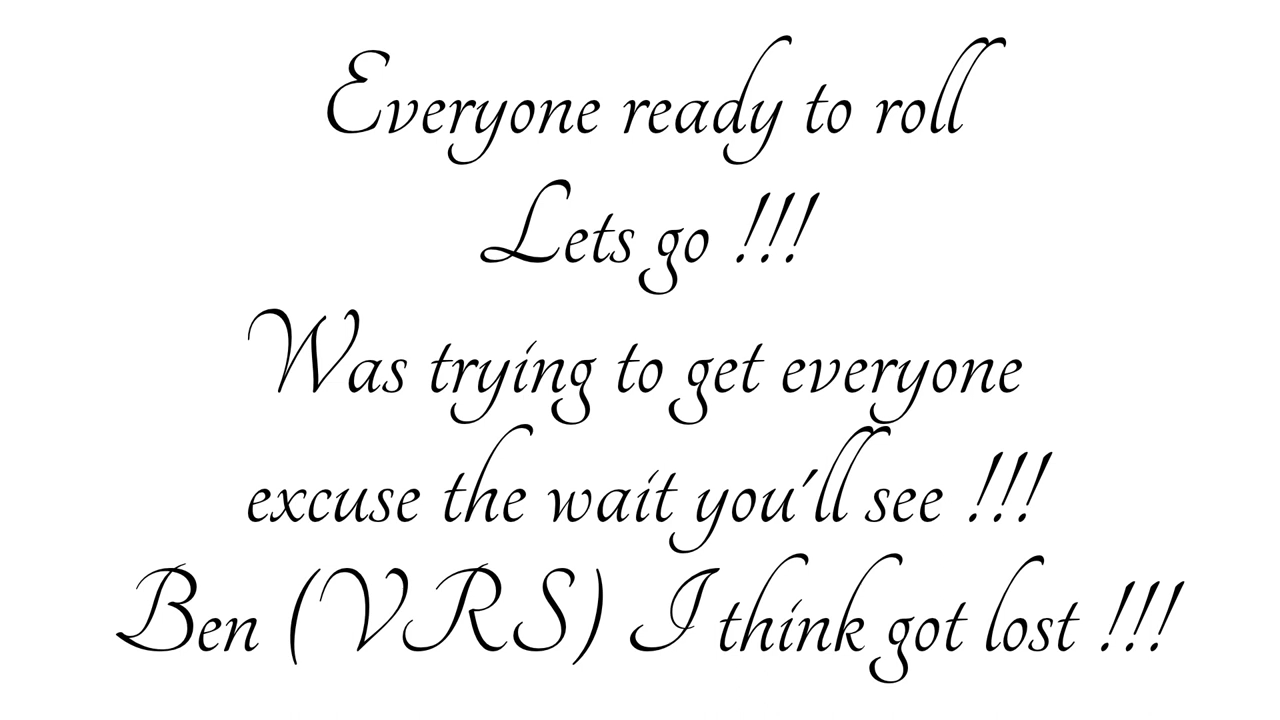 Everyone ready to roll
Lets go !!!
Was trying to get everyone
excuse the wait you'll see !!!
Ben (VRS) I think got lost !!!